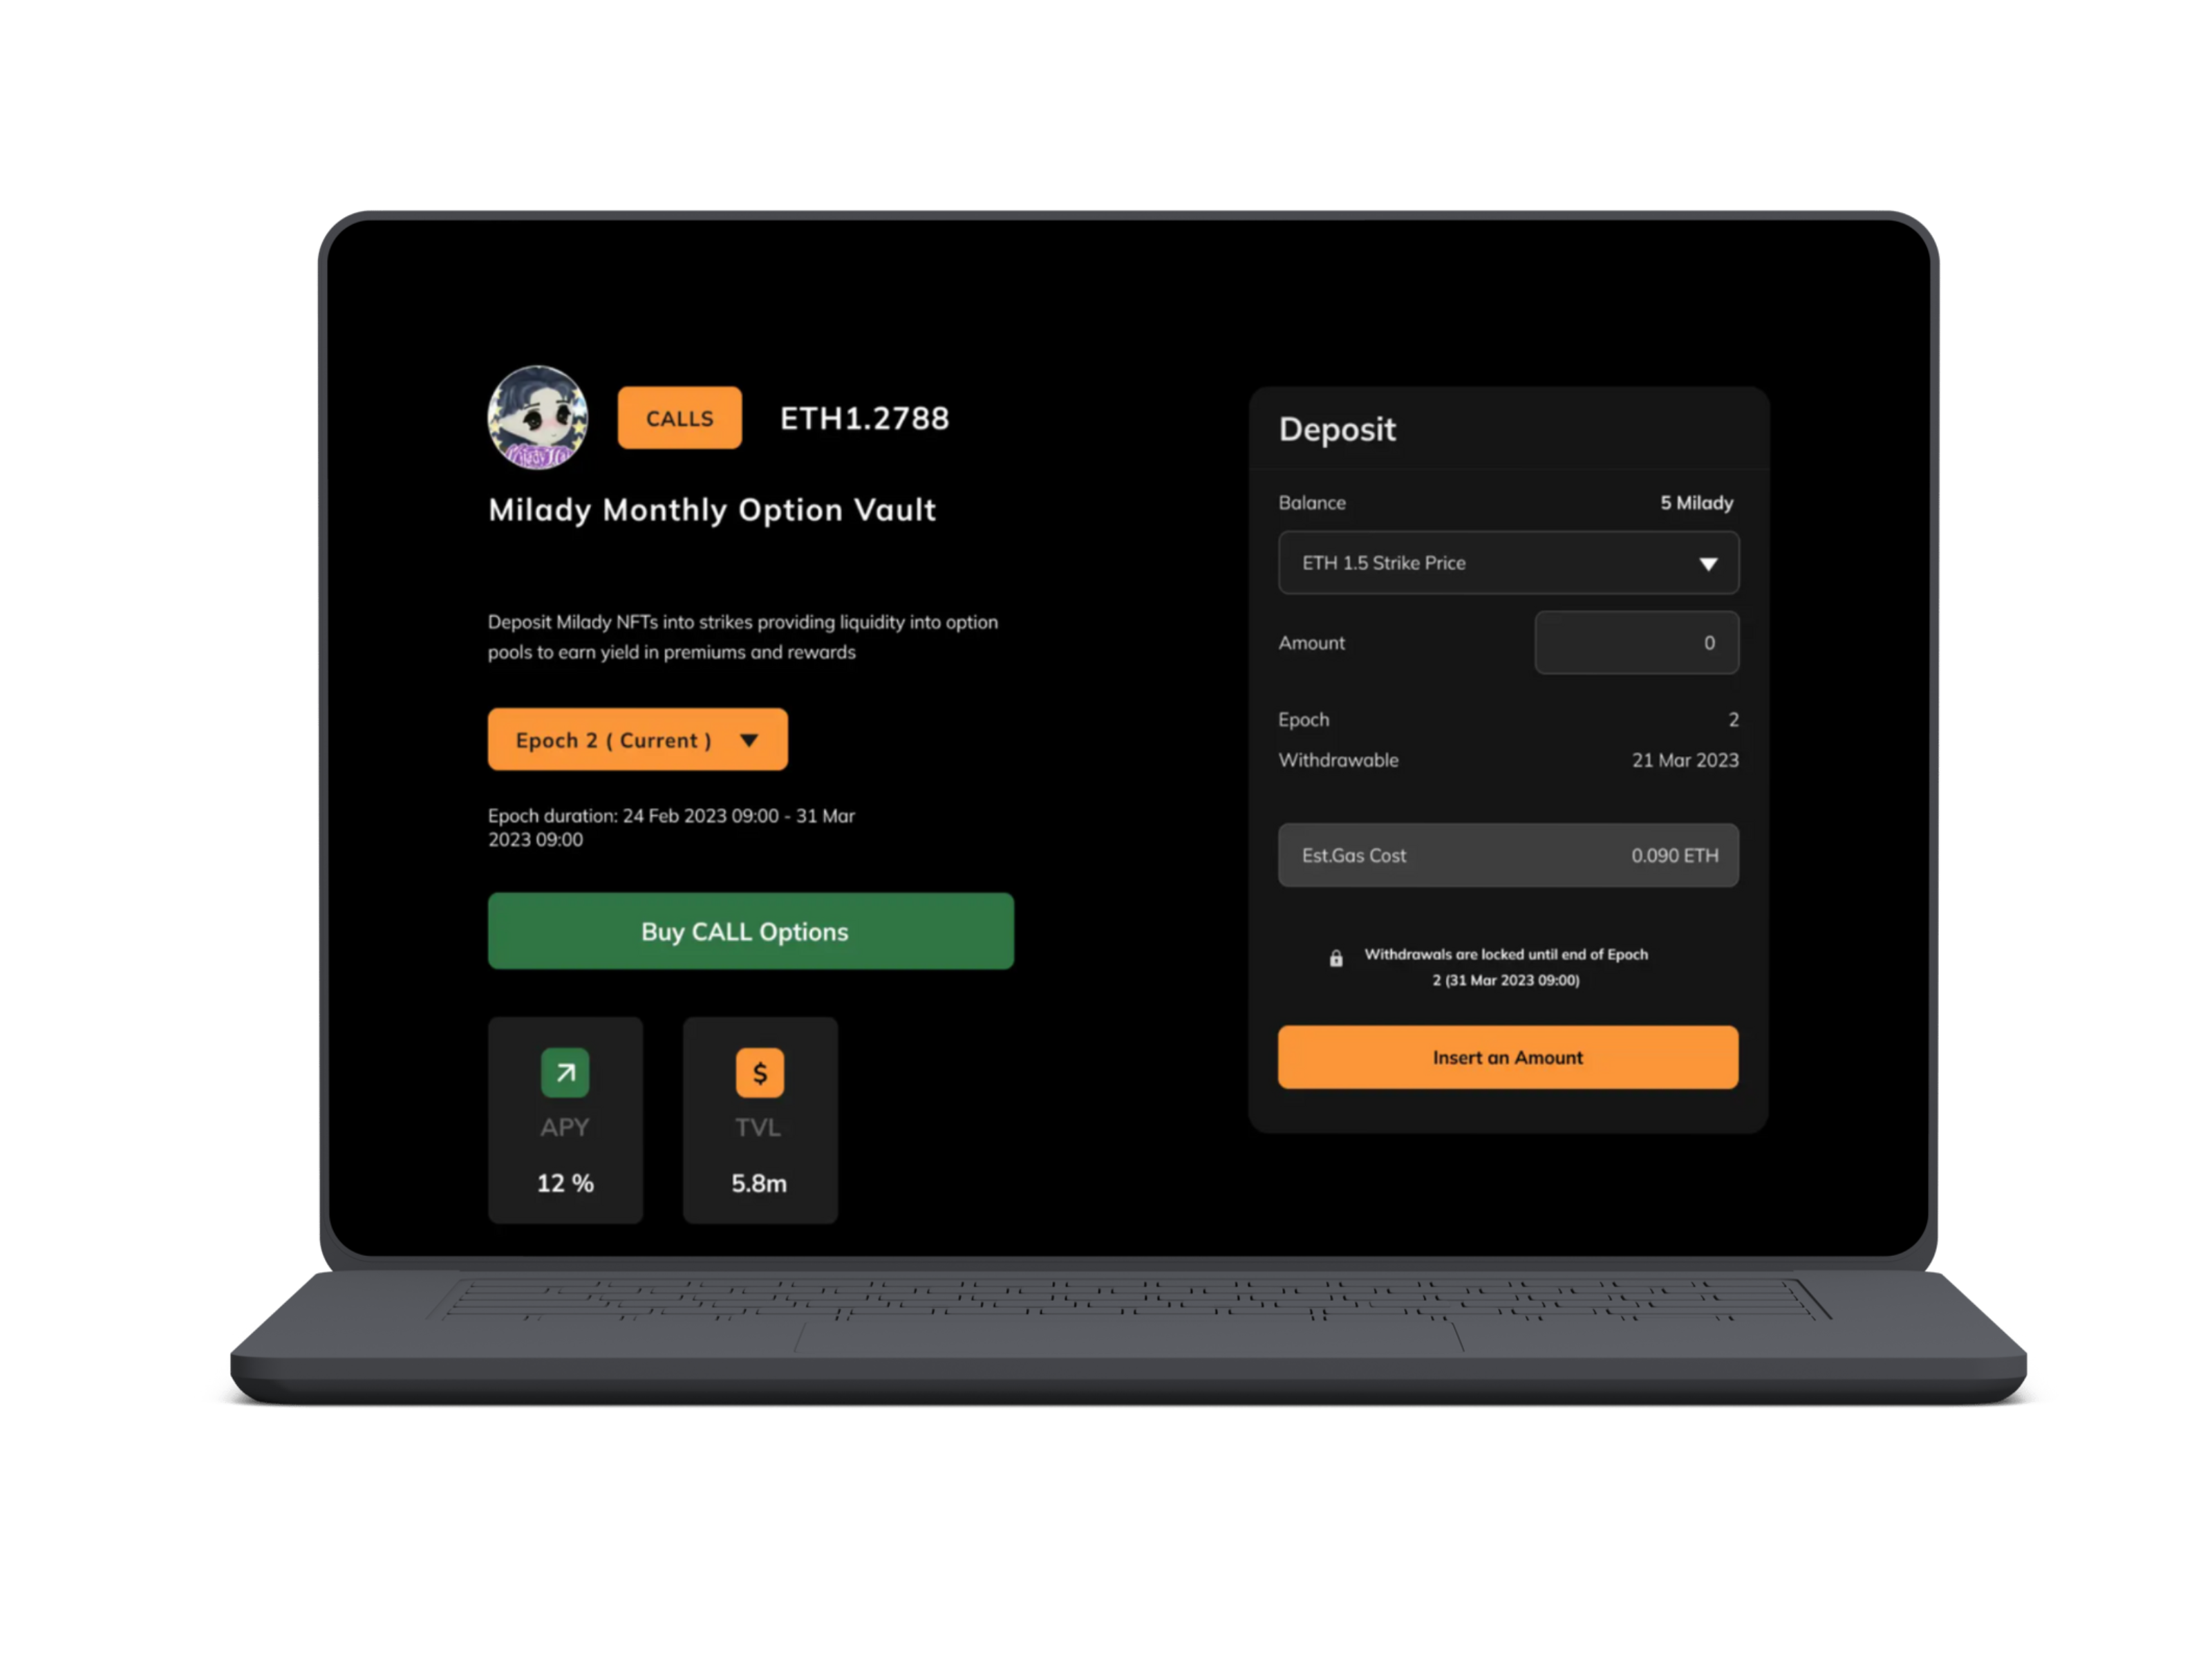 CALLS
ETH1.2788
Milady Monthly Option Vault
Deposit Milady NFTs into strikes providing liquidity into option
pools to earn yield in premiums and rewards
Epoch 2 ( Current )
Epoch duration: 24 Feb 2023 09:00 - 31 Mar
2023 09:00
Buy CALL Options
APY
12 %
$
TVL
5.8m
Deposit
Balance 5 Milady
ETH 1.5 Strike Price
Amount 0
Epoch 2
Withdrawable 21 Mar 2023
Est.Gas Cost 0.090 ETH
Withdrawals are locked until end of Epoch
2 (31 Mar 2023 09:00)
Insert an Amount